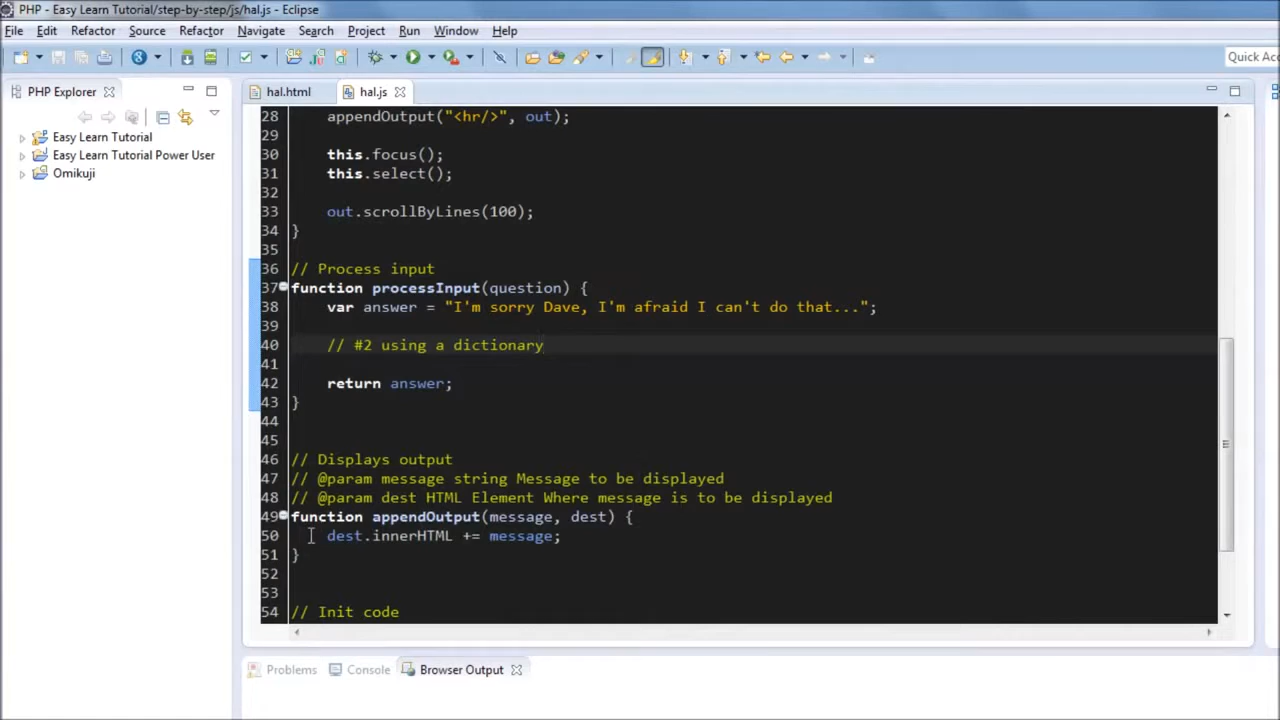 PHP - Easy Learn Tutorial/step-by-step/js/hal.js - Eclipse
File Edit Refactor Source Refactor Navigate Search Project Run Window Help
Quick Acc
PHP Explorer
Easy Learn Tutorial
Easy Learn Tutorial Power User
Omikuji
hal.html hal.js
28 appendOutput("<hr/>", out);
29
30 this.focus();
31 this.select();
32
33 out.scrollByLines(100);
34 }
35
36 // Process input
37 function processInput(question) {
38 var answer = "I'm sorry Dave, I'm afraid I can't do that...";
39
40 // #2 using a dictionary
41
42 return answer;
43 }
44
45
46 // Displays output
47 // @param message string Message to be displayed
48 // @param dest HTML Element Where message is to be displayed
49 function appendOutput(message, dest) {
50 dest.innerHTML += message;
51 }
52
53
54 // Init code
Problems Console Browser Output